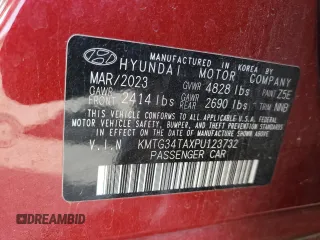 MANUFACTURED IN KOREA BY
HYUNDAI MOTOR COMPANY
MAR/2023 GVWR 4828 lbs PAINT Z5E
GAWR FRONT 2414 lbs GAWR REAR 2690 lbs TRIM NNB
THIS VEHICLE CONFORMS TO ALL APPLICABLE FEDERAL
MOTOR VEHICLE SAFETY, BUMPER, AND THEFT PREVENTION
STANDARDS IN EFFECT ON THE DATE OF MANUFACTURE SHOWN ABOVE.
V.I.N KMTG34TAXPU123732
PASSENGER CAR
DREAMBID